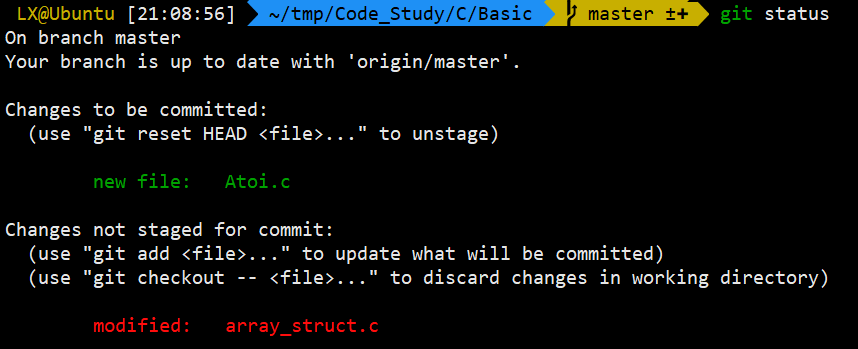 LX@Ubuntu [21:08:56] ~/tmp/Code_Study/C/Basic master ±+ git status
On branch master
Your branch is up to date with 'origin/master'.
Changes to be committed:
(use "git reset HEAD <file>..." to unstage)
new file: Atoi.c
Changes not staged for commit:
(use "git add <file>..." to update what will be committed)
(use "git checkout -- <file>..." to discard changes in working directory)
modified: array_struct.c